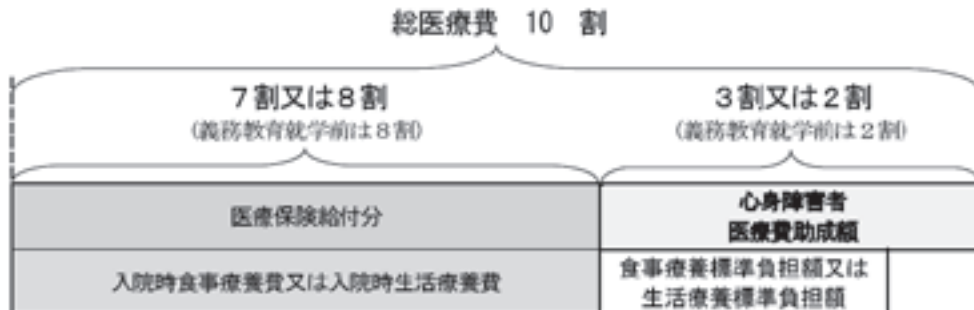 総医療費　10　割
７割又は８割
(義務教育就学前は８割)
３割又は２割
(義務教育就学前は２割)
医療保険給付分
心身障害者
医療費助成額
入院時食事療養費又は入院時生活療養費
食事療養標準負担額又は
生活療養標準負担額